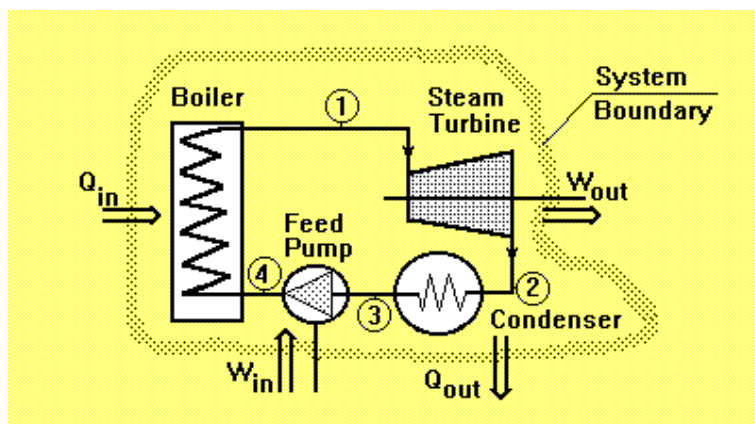 System
Boundary
Boiler
1
Steam
Turbine
Qin
Wout
Feed
Pump
4
3
2
Condenser
Win
Qout